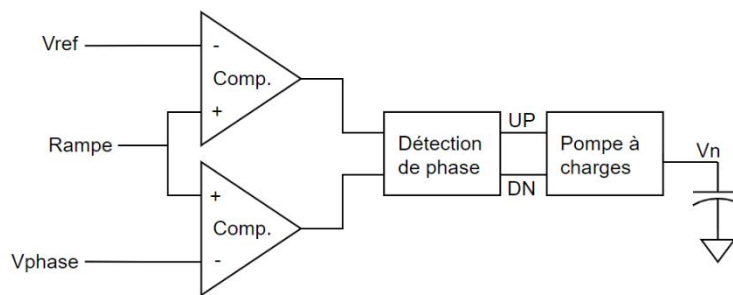 Vref
-
Comp.
+
Rampe
+
Comp.
-
Vphase
Détection
de phase
UP
DN
Pompe à
charges
Vn